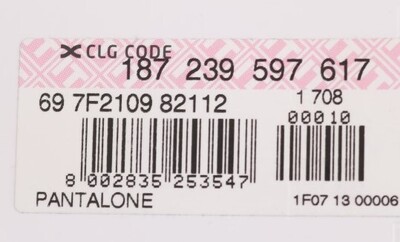 CLG CODE
187 239 597 617
69 7F2109 82112
1 708
00010
8 002835 253547
PANTALONE
1F07 13 00006